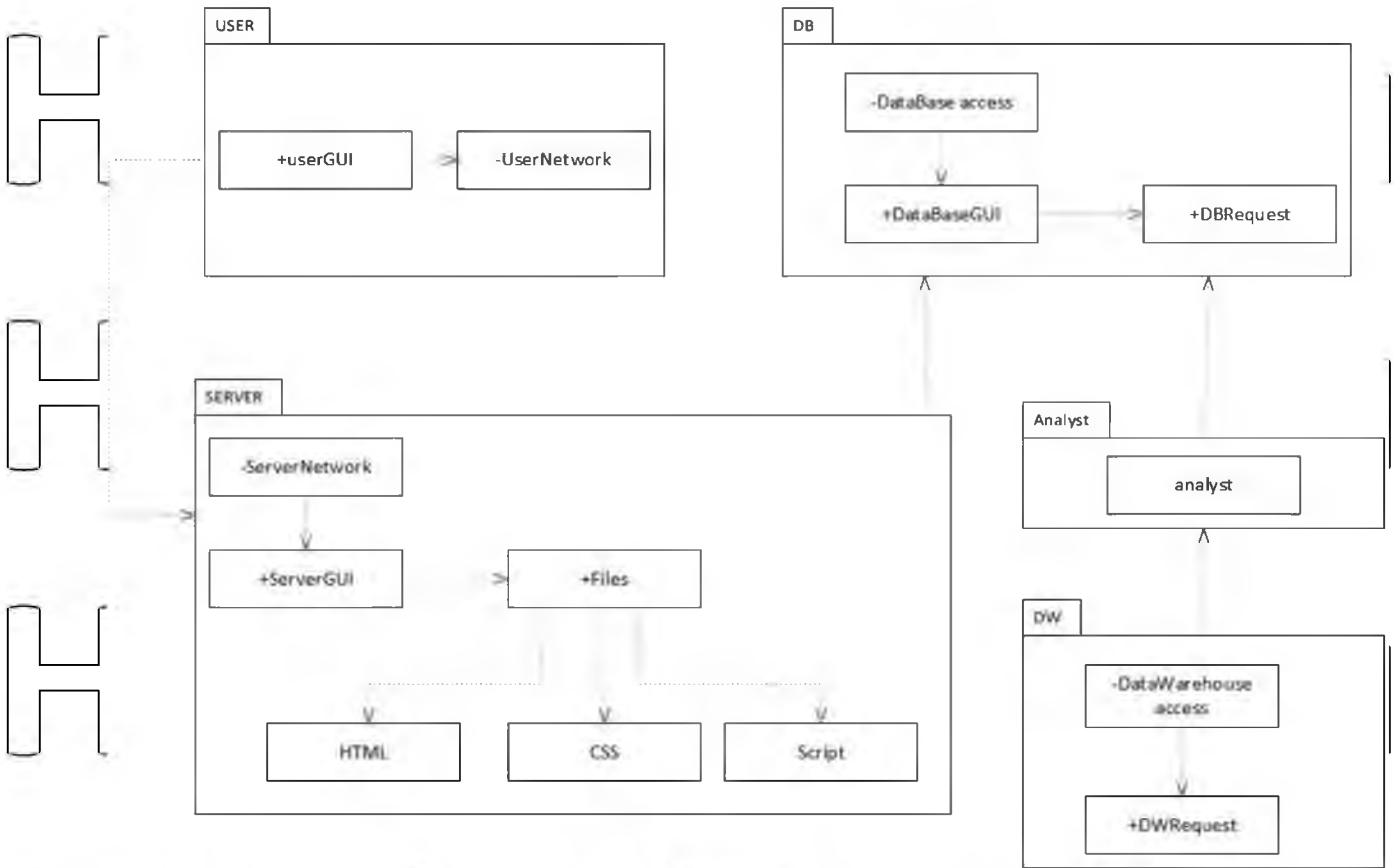 USER
+userGUI
-UserNetwork
DB
-DataBase access
+DataBaseGUI
+DBRequest
SERVER
-ServerNetwork
+ServerGUI
+Files
HTML
CSS
Script
Analyst
analyst
DW
-DataWarehouse
access
+DWRequest